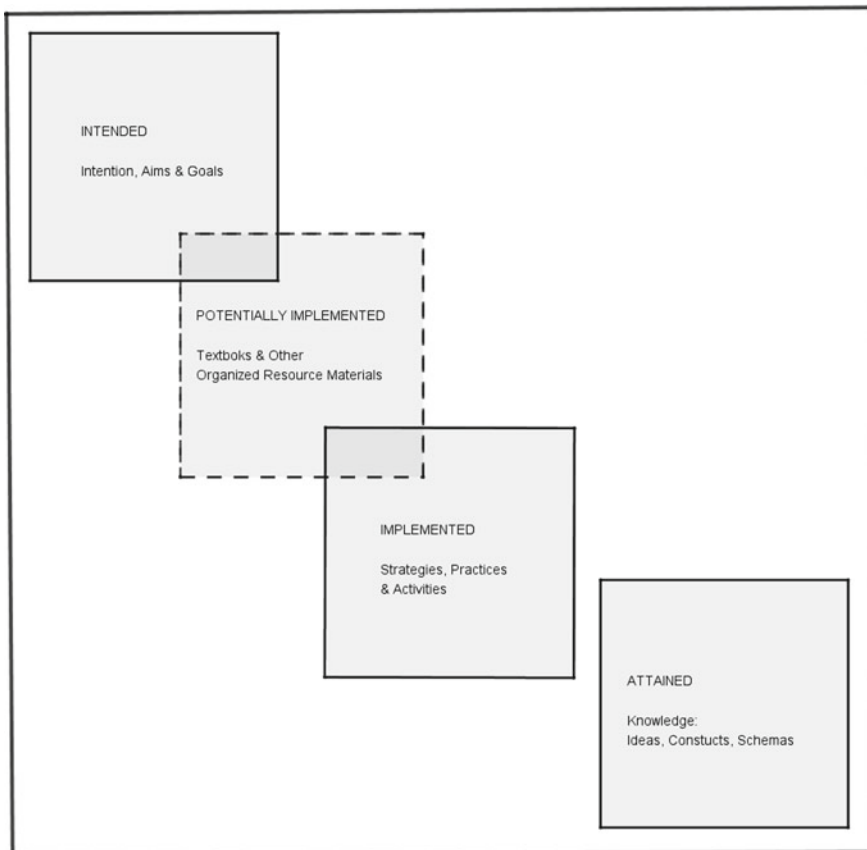 INTENDED
Intention, Aims & Goals
POTENTIALLY IMPLEMENTED
Textboks & Other
Organized Resource Materials
IMPLEMENTED
Strategies, Practices
& Activities
ATTAINED
Knowledge:
Ideas, Constucts, Schemas